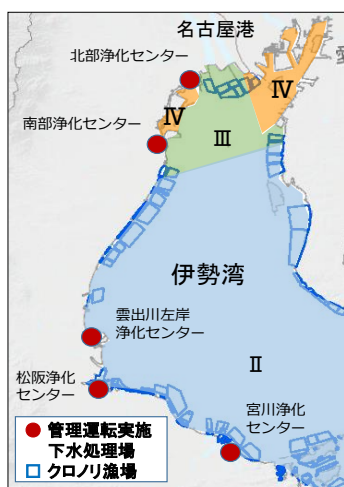 名古屋港
北部浄化センター
愛
Ⅳ
南部浄化センター
Ⅳ
Ⅲ
伊勢湾
雲出川左岸
浄化センター
松阪浄化
センター
Ⅱ
宮川浄化
センター
管理運転実施
下水処理場
クロノリ漁場